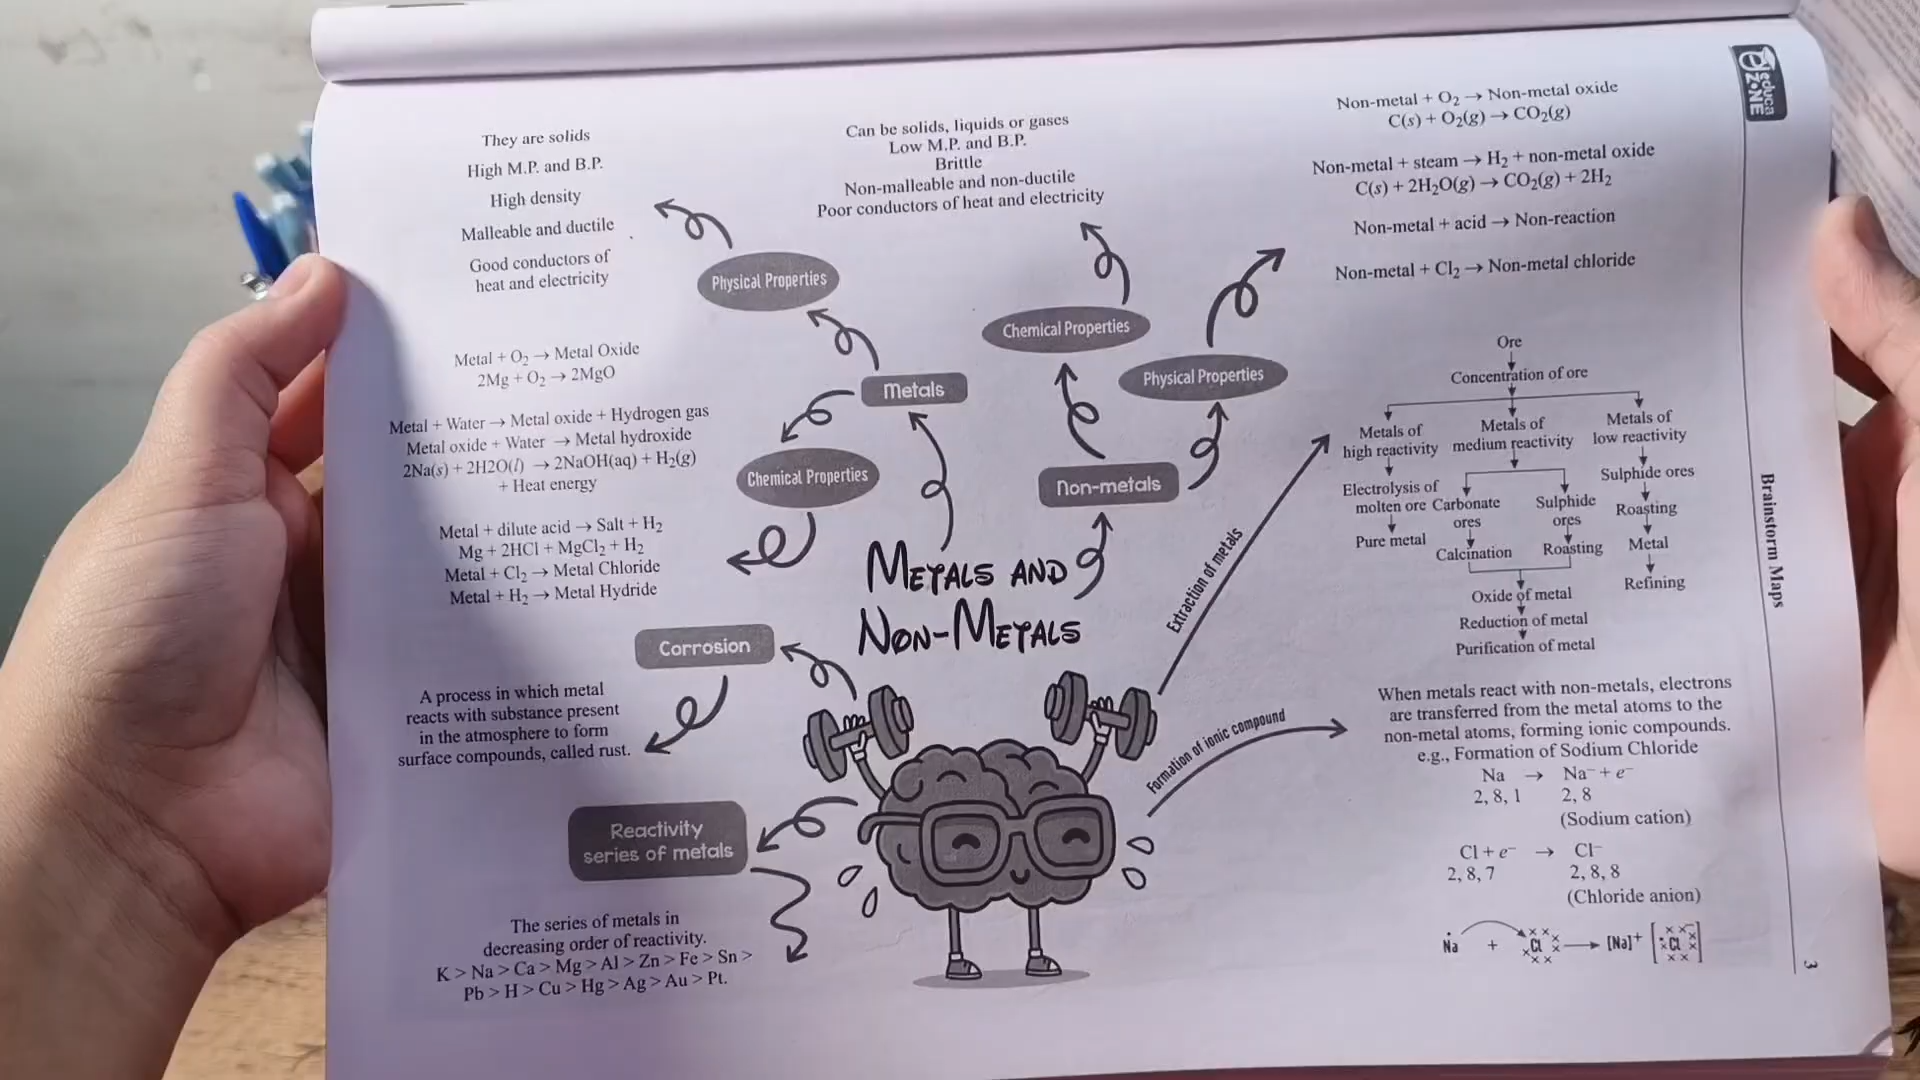 educa
ZONE
They are solids
High M.P. and B.P.
High density
Malleable and ductile
Good conductors of
heat and electricity
Physical Properties
Can be solids, liquids or gases
Low M.P. and B.P.
Brittle
Non-malleable and non-ductile
Poor conductors of heat and electricity
Chemical Properties
Non-metal + O₂ → Non-metal oxide
C(s) + O₂(g) → CO₂(g)
Non-metal + steam → H₂ + non-metal oxide
C(s) + 2H₂O(g) → CO₂(g) + 2H₂
Non-metal + acid → Non-reaction
Non-metal + Cl₂ → Non-metal chloride
Physical Properties
Metals
Non-metals
Metal + O₂ → Metal Oxide
2Mg + O₂ → 2MgO
Metal + Water → Metal oxide + Hydrogen gas
Metal oxide + Water → Metal hydroxide
2Na(s) + 2H2O(l) → 2NaOH(aq) + H₂(g)
+ Heat energy
Metal + dilute acid → Salt + H₂
Mg + 2HCl + MgCl₂ + H₂
Metal + Cl₂ → Metal Chloride
Metal + H₂ → Metal Hydride
Chemical Properties
METALS AND
NON-METALS
Corrosion
A process in which metal
reacts with substance present
in the atmosphere to form
surface compounds, called rust.
Reactivity
series of metals
The series of metals in
decreasing order of reactivity.
K > Na > Ca > Mg > Al > Zn > Fe > Sn >
Pb > H > Cu > Hg > Ag > Au > Pt.
Extraction of metals
Ore
Concentration of ore
Metals of
high reactivity
Electrolysis of
molten ore
Pure metal
Metals of
medium reactivity
Carbonate
ores
Calcination
Sulphide
ores
Roasting
Oxide of metal
Reduction of metal
Purification of metal
Metals of
low reactivity
Sulphide ores
Roasting
Metal
Refining
Formation of ionic compound
When metals react with non-metals, electrons
are transferred from the metal atoms to the
non-metal atoms, forming ionic compounds.
e.g., Formation of Sodium Chloride
Na → Na⁻ + e⁻
2, 8, 1 2, 8
(Sodium cation)
Cl + e⁻ → Cl⁻
2, 8, 7 2, 8, 8
(Chloride anion)
Na + Cl → [Na]⁺ [Cl]⁻
Brainstorm Maps
3